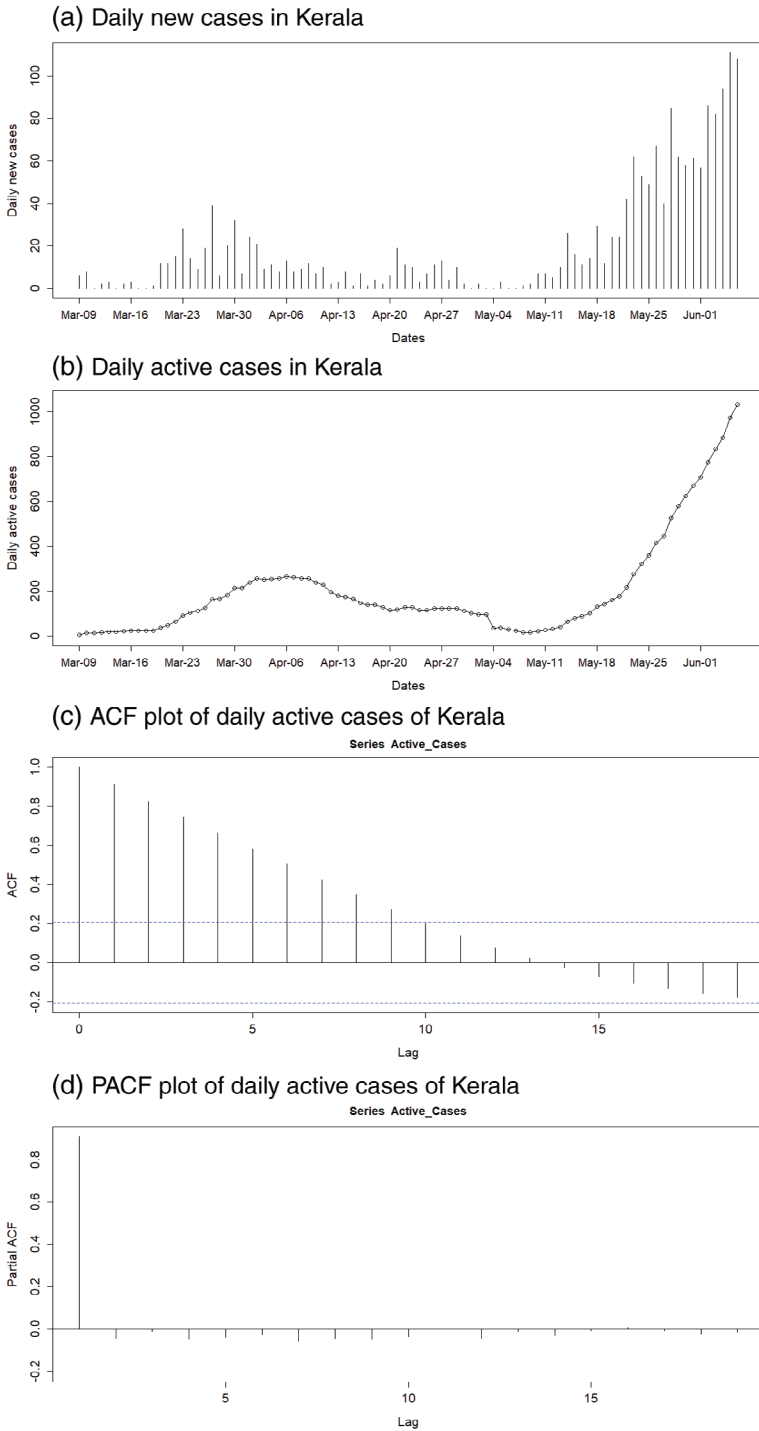 (a) Daily new cases in Kerala
Daily new cases
0 20 40 60 80 100
Mar-09 Mar-16 Mar-23 Mar-30 Apr-06 Apr-13 Apr-20 Apr-27 May-04 May-11 May-18 May-25 Jun-01
Dates
(b) Daily active cases in Kerala
Daily active cases
0 200 400 600 800 1000
Mar-09 Mar-16 Mar-23 Mar-30 Apr-06 Apr-13 Apr-20 Apr-27 May-04 May-11 May-18 May-25 Jun-01
Dates
(c) ACF plot of daily active cases of Kerala
Series Active_Cases
ACF
-0.2 0.0 0.2 0.4 0.6 0.8 1.0
0 5 10 15
Lag
(d) PACF plot of daily active cases of Kerala
Series Active_Cases
Partial ACF
-0.2 0.0 0.2 0.4 0.6 0.8
5 10 15
Lag